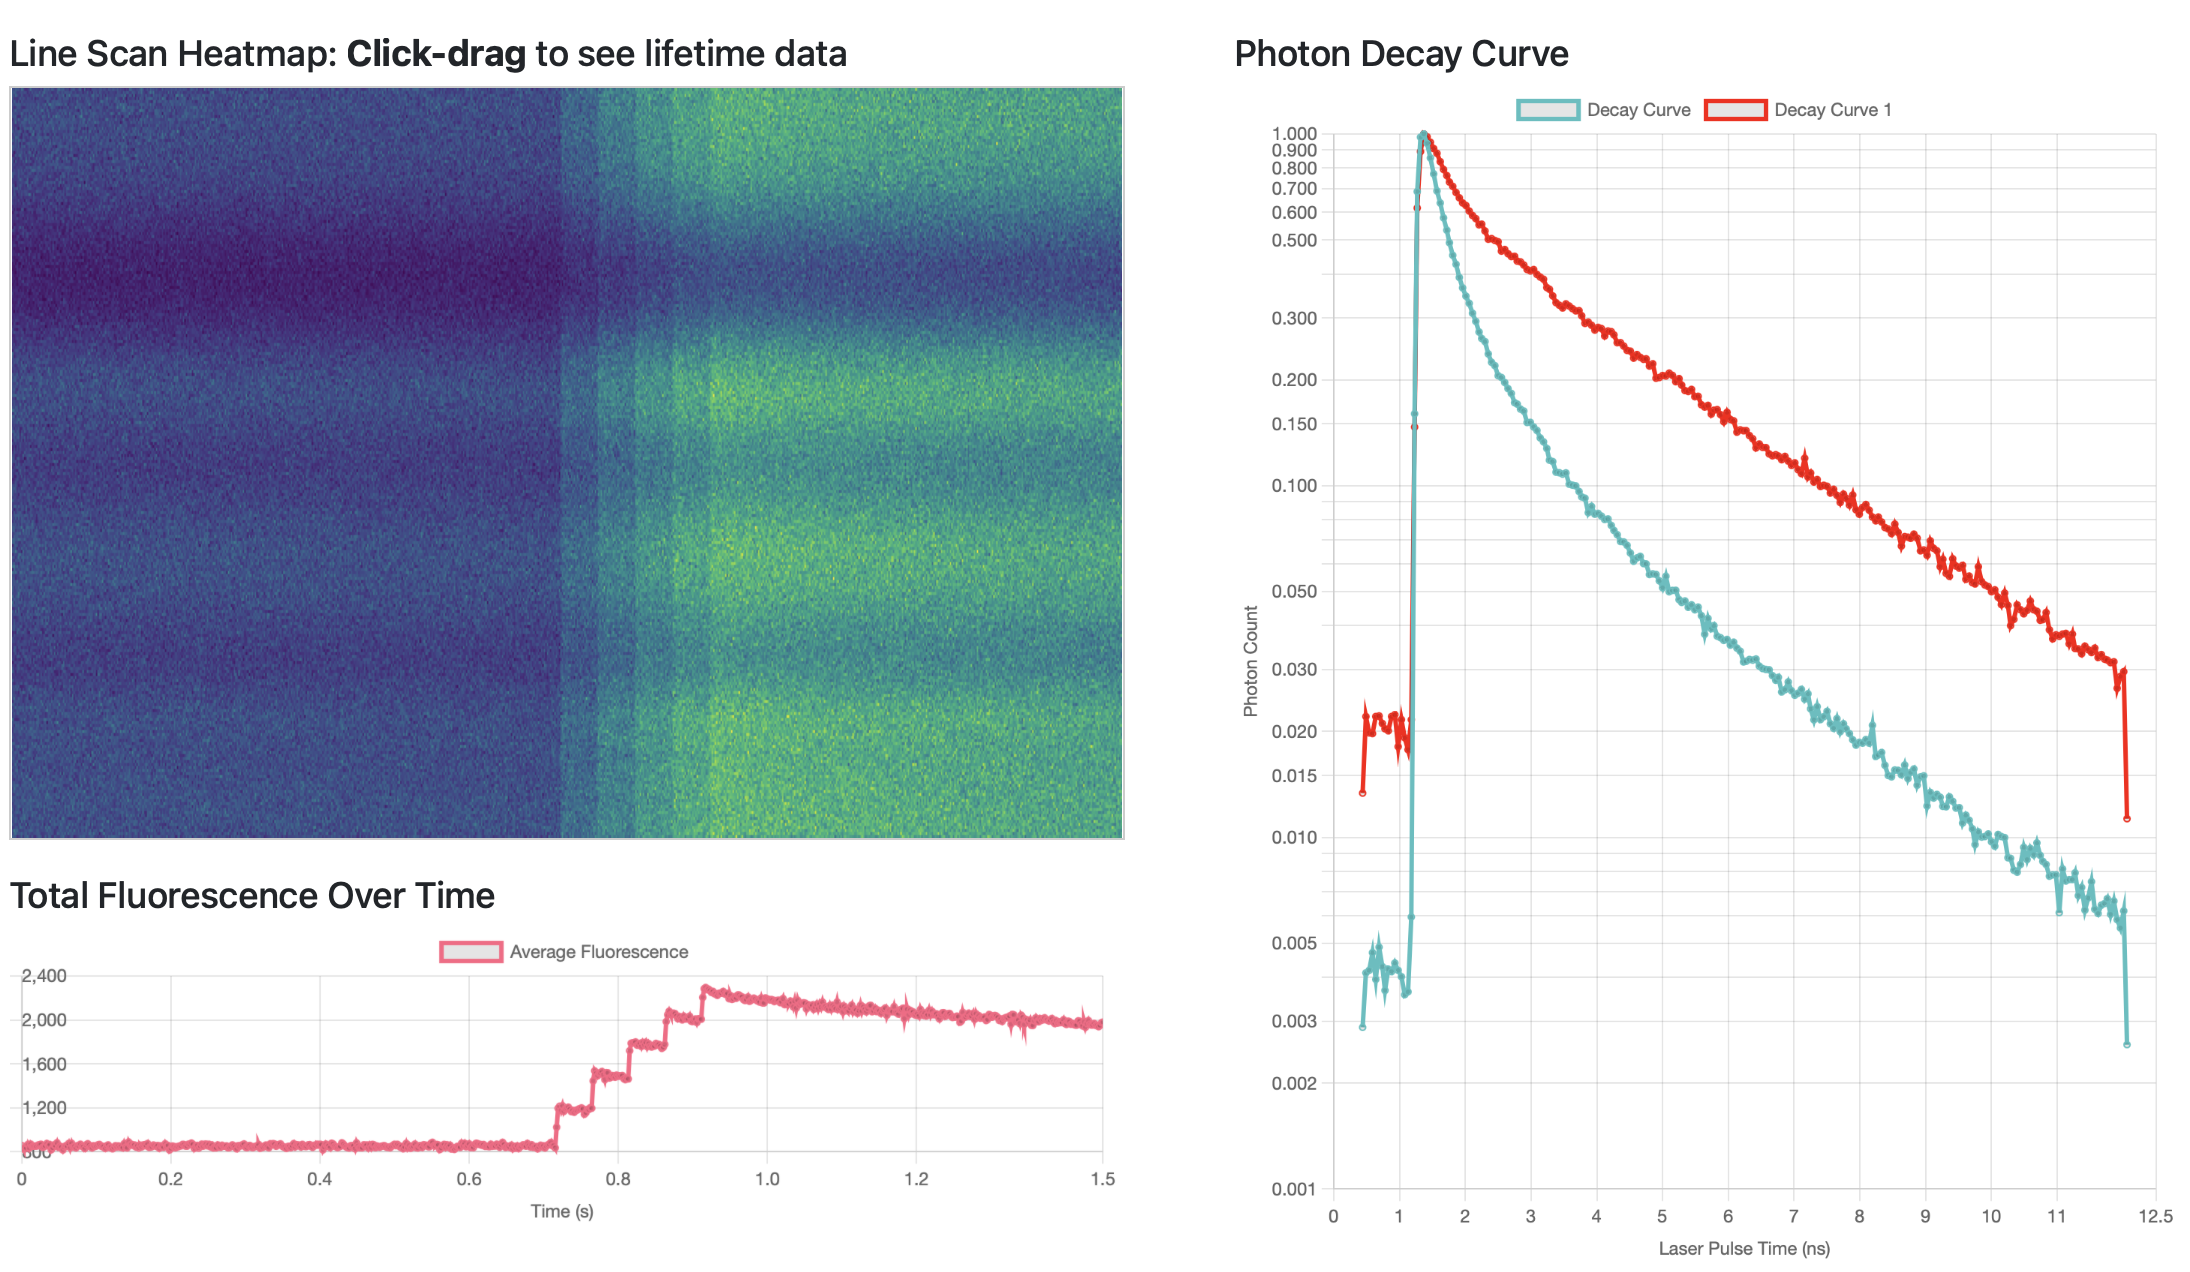 Line Scan Heatmap: Click-drag to see lifetime data
Total Fluorescence Over Time
Average Fluorescence
2,400
2,000
1,600
1,200
800
0 0.2 0.4 0.6 0.8 1.0 1.2 1.5
Time (s)
Photon Decay Curve
Decay Curve Decay Curve 1
1.000
0.900
0.800
0.700
0.600
0.500
0.300
0.200
0.150
0.100
0.050
0.030
0.020
0.015
0.010
0.005
0.003
0.002
0.001
Photon Count
0 1 2 3 4 5 6 7 8 9 10 11 12.5
Laser Pulse Time (ns)